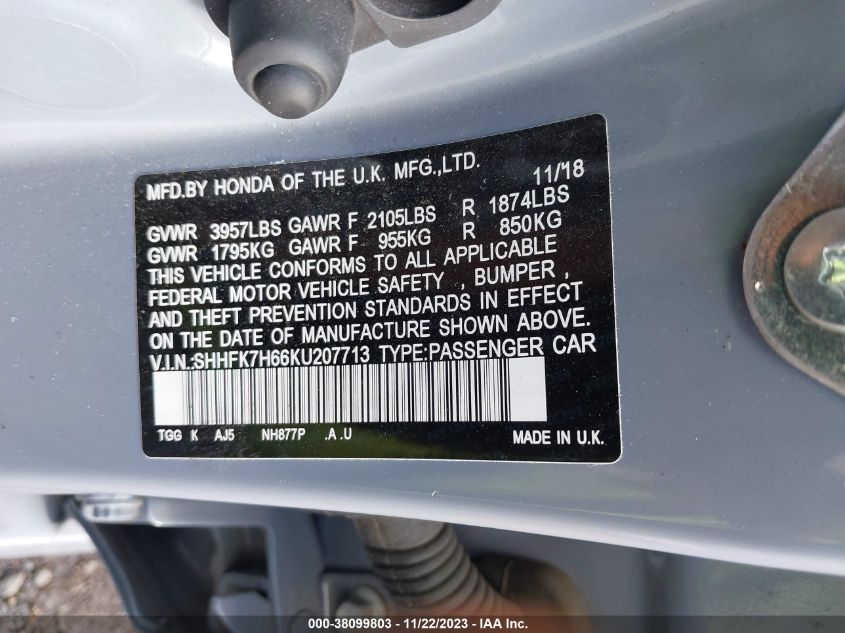 MFD.BY HONDA OF THE U.K. MFG.,LTD. 11/18
GVWR 3957LBS GAWR F 2105LBS R 1874LBS
GVWR 1795KG GAWR F 955KG R 850KG
THIS VEHICLE CONFORMS TO ALL APPLICABLE
FEDERAL MOTOR VEHICLE SAFETY , BUMPER ,
AND THEFT PREVENTION STANDARDS IN EFFECT
ON THE DATE OF MANUFACTURE SHOWN ABOVE.
V.I.N.:SHHFK7H66KU207713 TYPE:PASSENGER CAR
TGG K AJ5 NH877P .A .U MADE IN U.K.
000-38099803 - 11/22/2023 - IAA Inc.